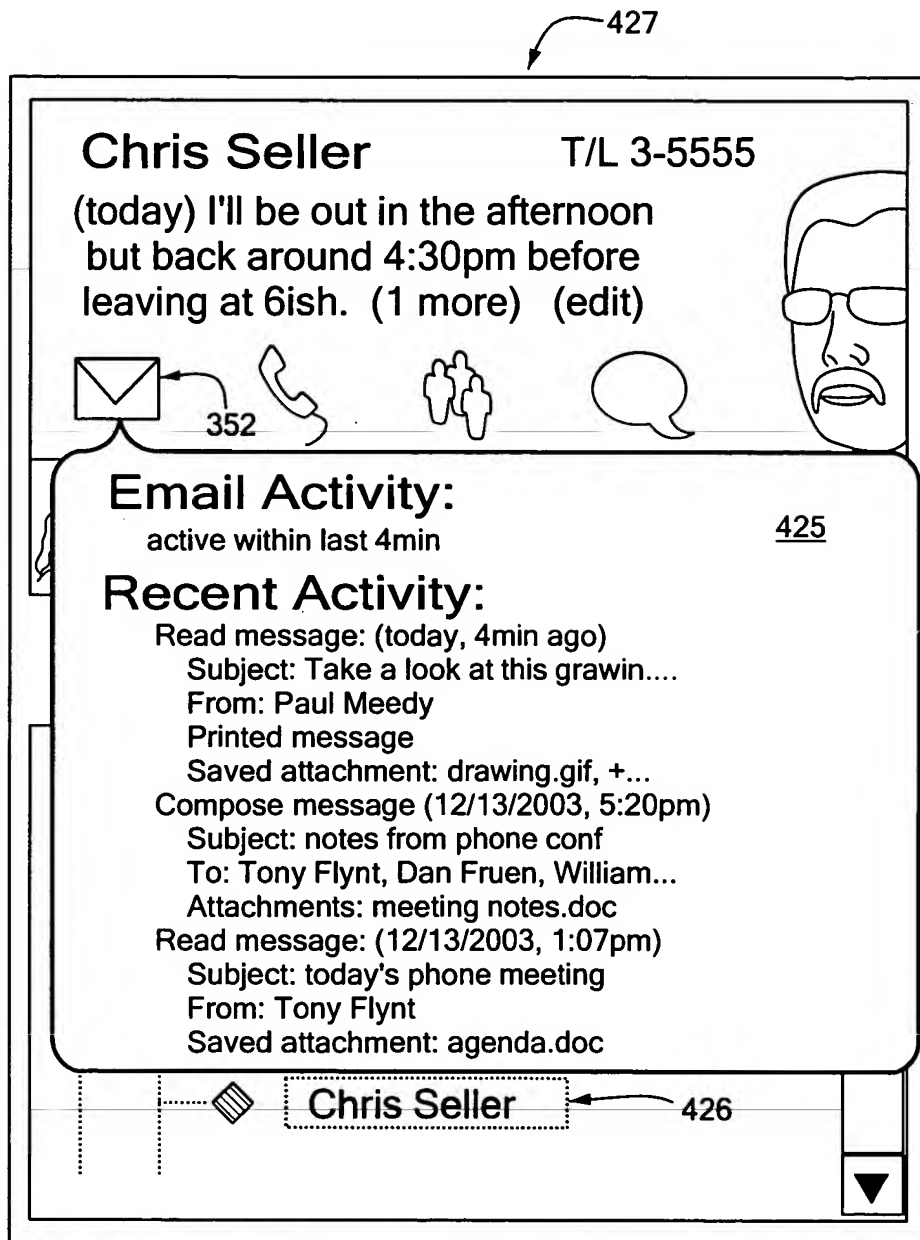 427
Chris Seller T/L 3-5555
(today) I'll be out in the afternoon
but back around 4:30pm before
leaving at 6ish. (1 more) (edit)
352
Email Activity:
425
active within last 4min
Recent Activity:
Read message: (today, 4min ago)
Subject: Take a look at this grawin....
From: Paul Meedy
Printed message
Saved attachment: drawing.gif, +...
Compose message (12/13/2003, 5:20pm)
Subject: notes from phone conf
To: Tony Flynt, Dan Fruen, William...
Attachments: meeting notes.doc
Read message: (12/13/2003, 1:07pm)
Subject: today's phone meeting
From: Tony Flynt
Saved attachment: agenda.doc
Chris Seller 426